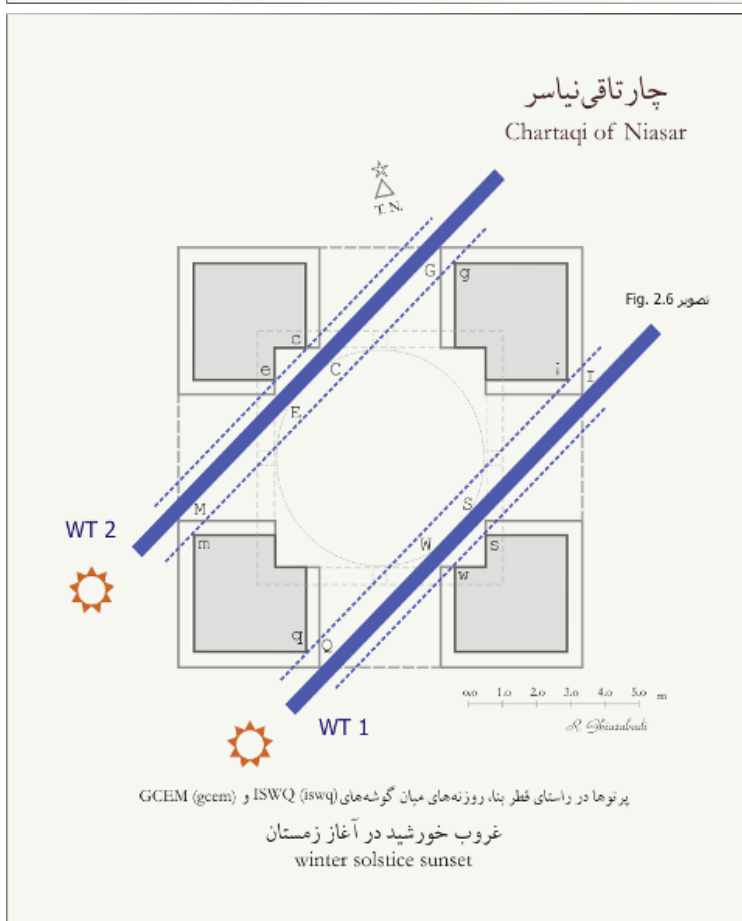 چارتاقی‌نیاسر
Chartaqi of Niasar
T. N.
Fig. 2.6 تصویر
G g
I
c
e C i
E
M S
WT 2 m W s
w
q Q
0.0 1.0 2.0 3.0 4.0 5.0 m
R. Ghiasabadi
WT 1
پرتوها در راستای قطر بنا، روزنه‌های میان گوشه‌های ISWQ (iswq) و GCEM (gcem)
غروب خورشید در آغاز زمستان
winter solstice sunset